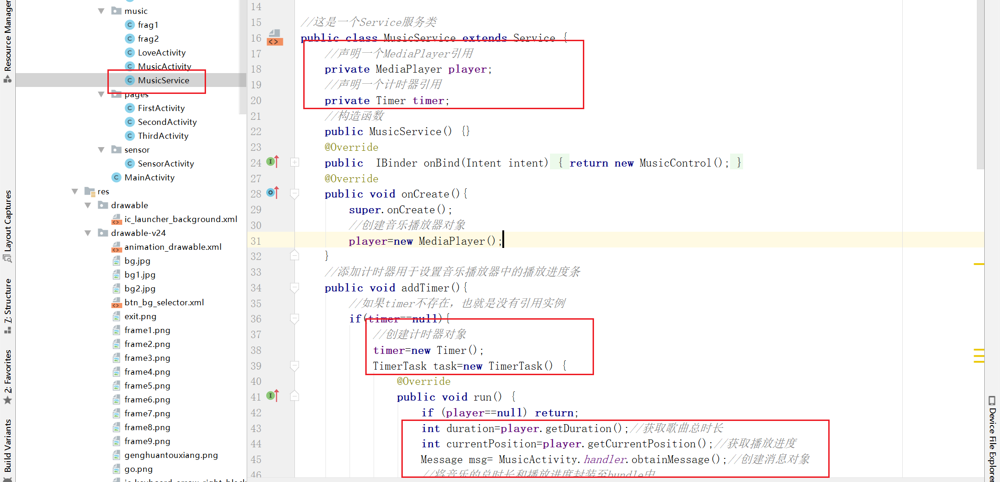 Resource Manager
Layout Captures
7: Structure
2: Favorites
Build Variants
music
frag1
frag2
LoveActivity
MusicActivity
MusicService
pages
FirstActivity
SecondActivity
ThirdActivity
sensor
SensorActivity
MainActivity
res
drawable
ic_launcher_background.xml
drawable-v24
animation_drawable.xml
bg.jpg
bg1.jpg
bg2.jpg
btn_bg_selector.xml
exit.png
frame1.png
frame2.png
frame3.png
frame4.png
frame5.png
frame6.png
frame7.png
frame8.png
frame9.png
genghuantouxiang.png
go.png
14
15 //这是一个Service服务类
16 public class MusicService extends Service {
17 //声明一个MediaPlayer引用
18 private MediaPlayer player;
19 //声明一个计时器引用
20 private Timer timer;
21 //构造函数
22 public MusicService() {}
23 @Override
24 public  IBinder onBind(Intent intent) { return new MusicControl(); }
27 @Override
28 public void onCreate(){
29 super.onCreate();
30 //创建音乐播放器对象
31 player=new MediaPlayer();
32 }
33 //添加计时器用于设置音乐播放器中的播放进度条
34 public void addTimer(){
35 //如果timer不存在，也就是没有引用实例
36 if(timer==null){
37 //创建计时器对象
38 timer=new Timer();
39 TimerTask task=new TimerTask() {
40 @Override
41 public void run() {
42 if (player==null) return;
43 int duration=player.getDuration();//获取歌曲总时长
44 int currentPosition=player.getCurrentPosition();//获取播放进度
45 Message msg= MusicActivity.handler.obtainMessage();//创建消息对象
46 //将音乐的总时长和播放进度封装至bundle中
Device File Explorer